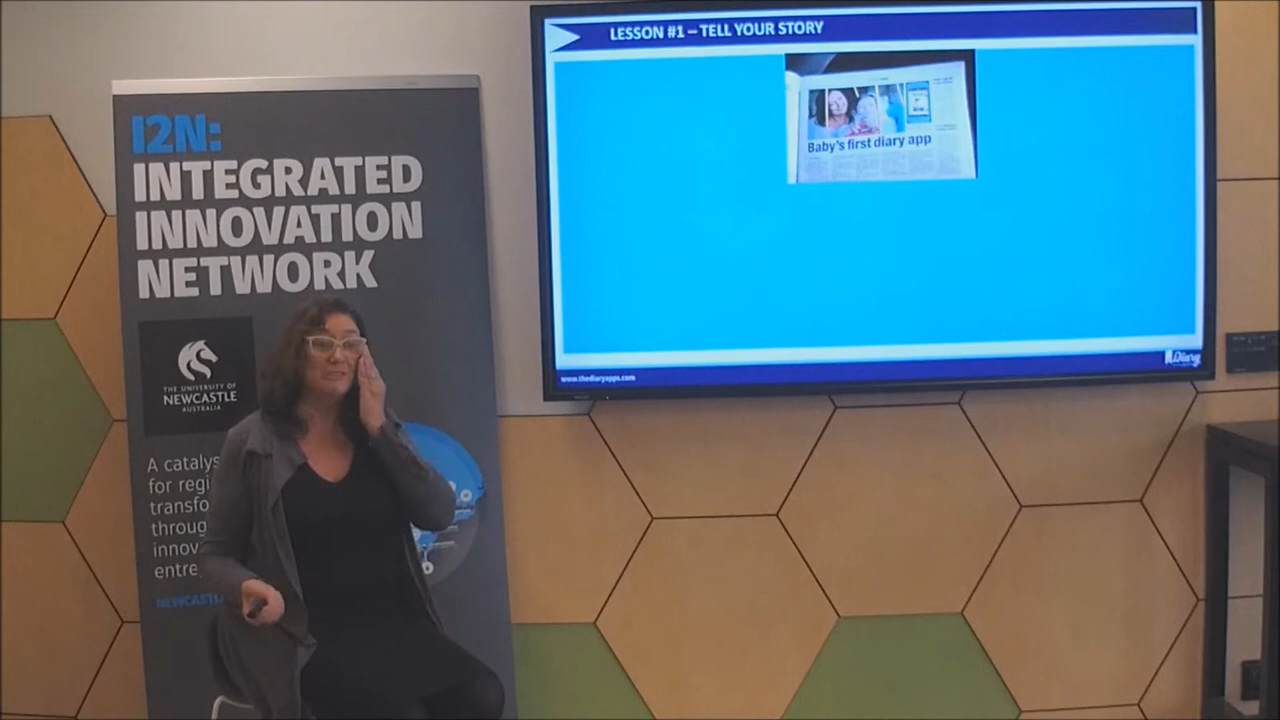 I2N:
INTEGRATED
INNOVATION
NETWORK
THE UNIVERSITY OF
NEWCASTLE
AUSTRALIA
A catalys
for regi
transfo
throug
innov
entre
NEWCASTL
LESSON #1 – TELL YOUR STORY
Baby's first diary app
www.thediaryapps.com
Diary